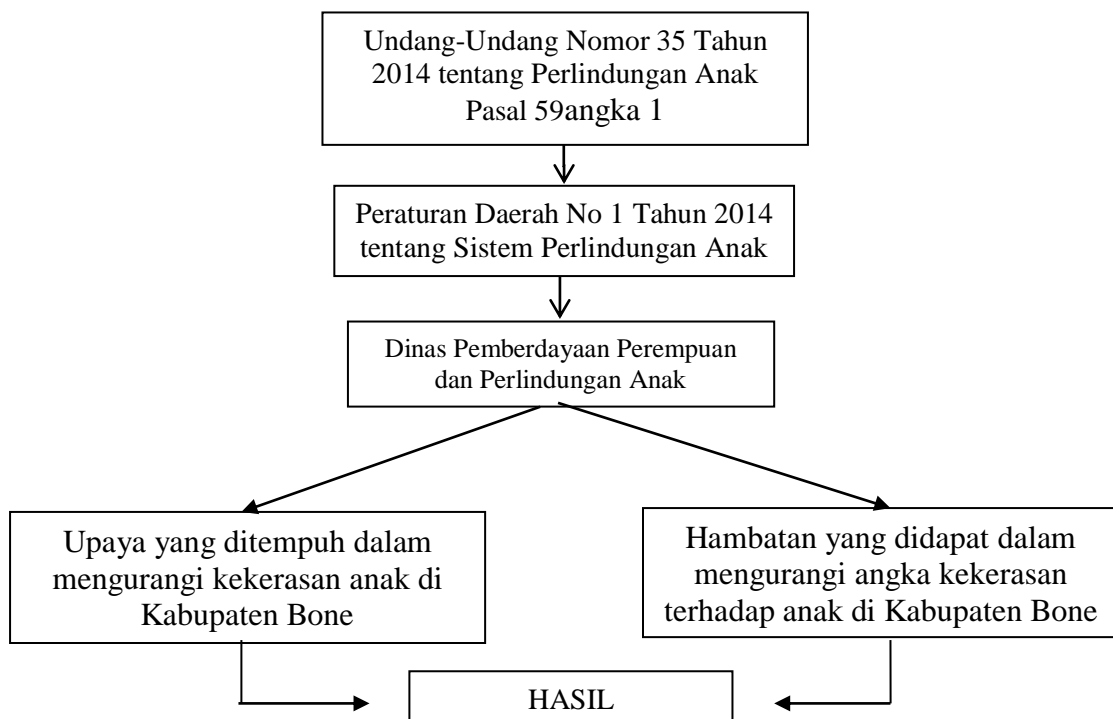 Undang-Undang Nomor 35 Tahun
2014 tentang Perlindungan Anak
Pasal 59angka 1
Peraturan Daerah No 1 Tahun 2014
tentang Sistem Perlindungan Anak
Dinas Pemberdayaan Perempuan
dan Perlindungan Anak
Upaya yang ditempuh dalam
mengurangi kekerasan anak di
Kabupaten Bone
Hambatan yang didapat dalam
mengurangi angka kekerasan
terhadap anak di Kabupaten Bone
HASIL